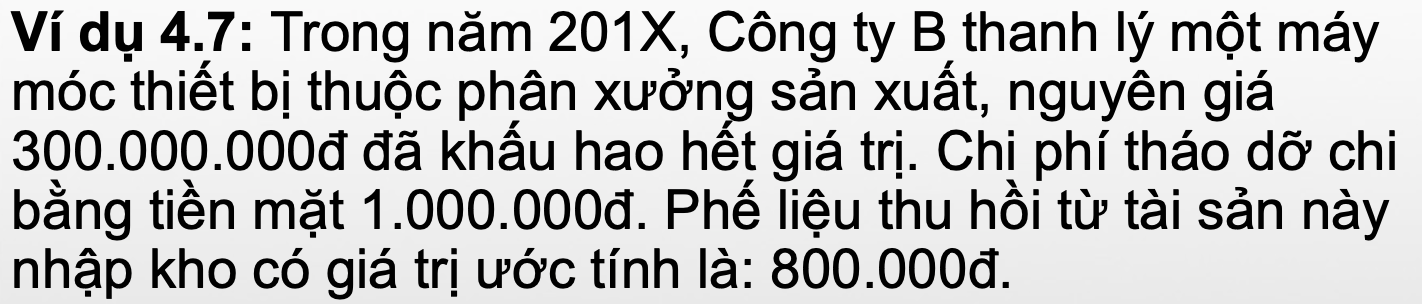 Ví dụ 4.7: Trong năm 201X, Công ty B thanh lý một máy
móc thiết bị thuộc phân xưởng sản xuất, nguyên giá
300.000.000đ đã khấu hao hết giá trị. Chi phí tháo dỡ chi
bằng tiền mặt 1.000.000đ. Phế liệu thu hồi từ tài sản này
nhập kho có giá trị ước tính là: 800.000đ.